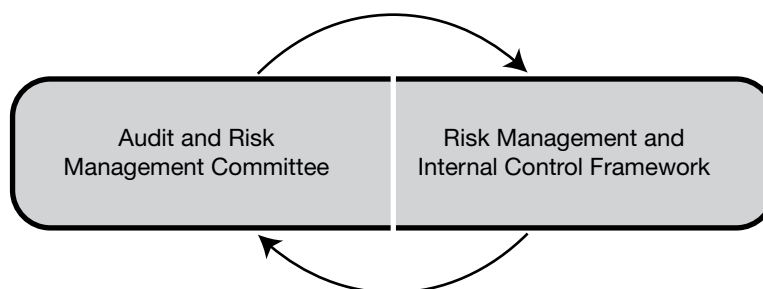 Audit and Risk
Management Committee
Risk Management and
Internal Control Framework